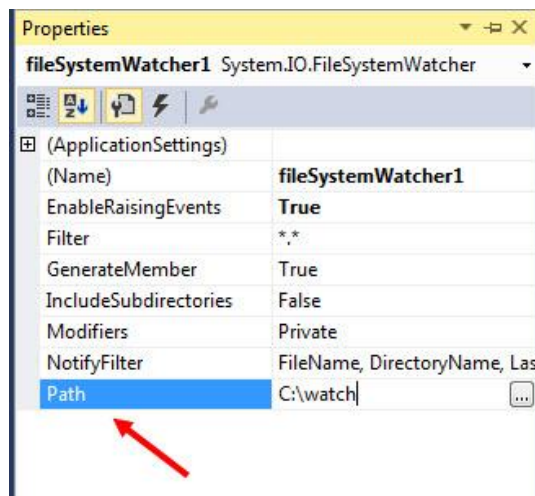 Properties
fileSystemWatcher1 System.IO.FileSystemWatcher
(ApplicationSettings)
(Name) fileSystemWatcher1
EnableRaisingEvents True
Filter *.*
GenerateMember True
IncludeSubdirectories False
Modifiers Private
NotifyFilter FileName, DirectoryName, Las
Path C:\watch ...